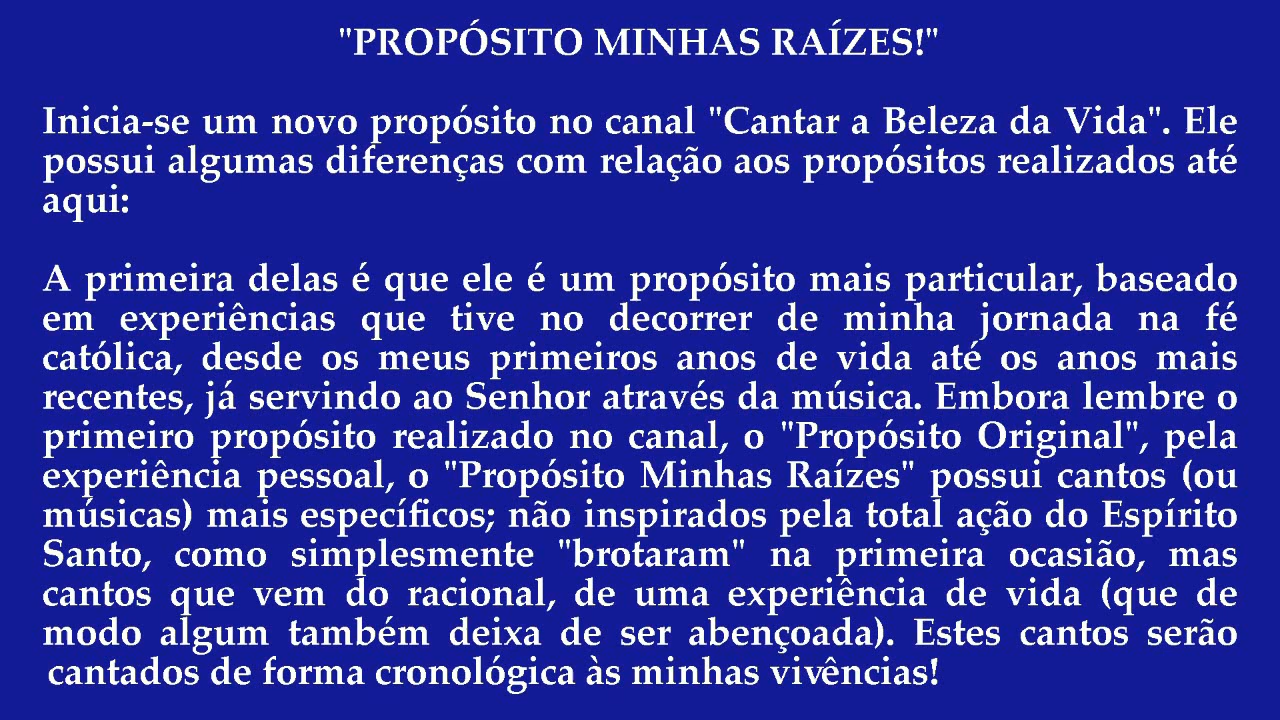 "PROPÓSITO MINHAS RAÍZES!"
Inicia-se um novo propósito no canal "Cantar a Beleza da Vida". Ele
possui algumas diferenças com relação aos propósitos realizados até
aqui:
A primeira delas é que ele é um propósito mais particular, baseado
em experiências que tive no decorrer de minha jornada na fé
católica, desde os meus primeiros anos de vida até os anos mais
recentes, já servindo ao Senhor através da música. Embora lembre o
primeiro propósito realizado no canal, o "Propósito Original", pela
experiência pessoal, o "Propósito Minhas Raízes" possui cantos (ou
músicas) mais específicos; não inspirados pela total ação do Espírito
Santo, como simplesmente "brotaram" na primeira ocasião, mas
cantos que vem do racional, de uma experiência de vida (que de
modo algum também deixa de ser abençoada). Estes cantos serão
cantados de forma cronológica às minhas vivências!